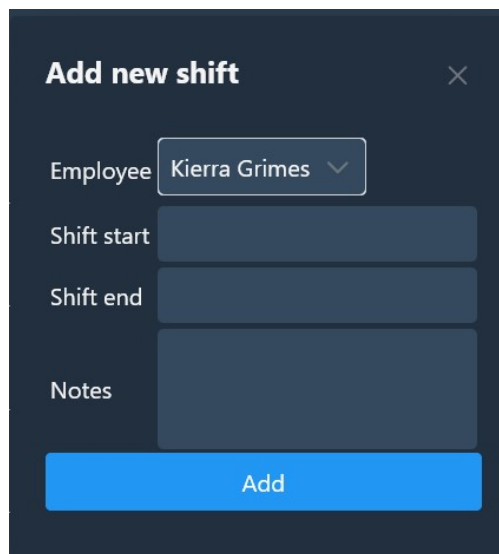 Add new shift
Employee Kierra Grimes
Shift start
Shift end
Notes
Add